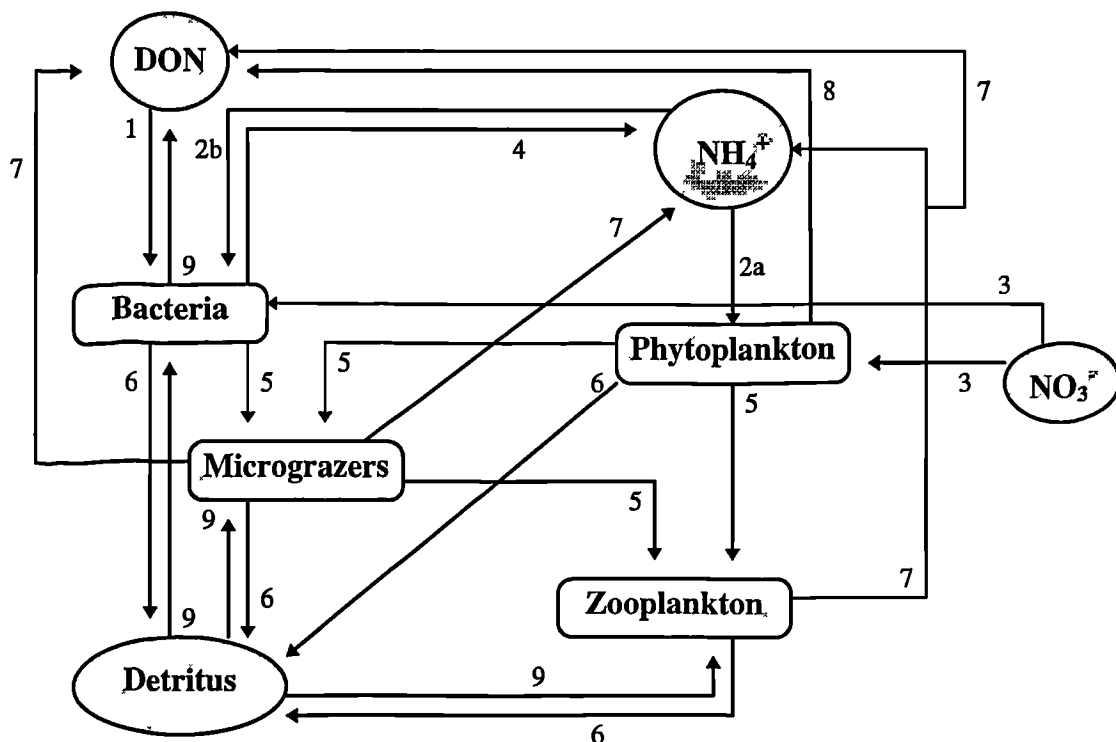 DON
8
7
1
2b
4
NH₄⁺
7
7
9
2a
3
Bacteria
Phytoplankton
6
5
5
6
5
3
NO₃⁻
Micrograzers
9
5
6
7
Zooplankton
9
Detritus
9
6